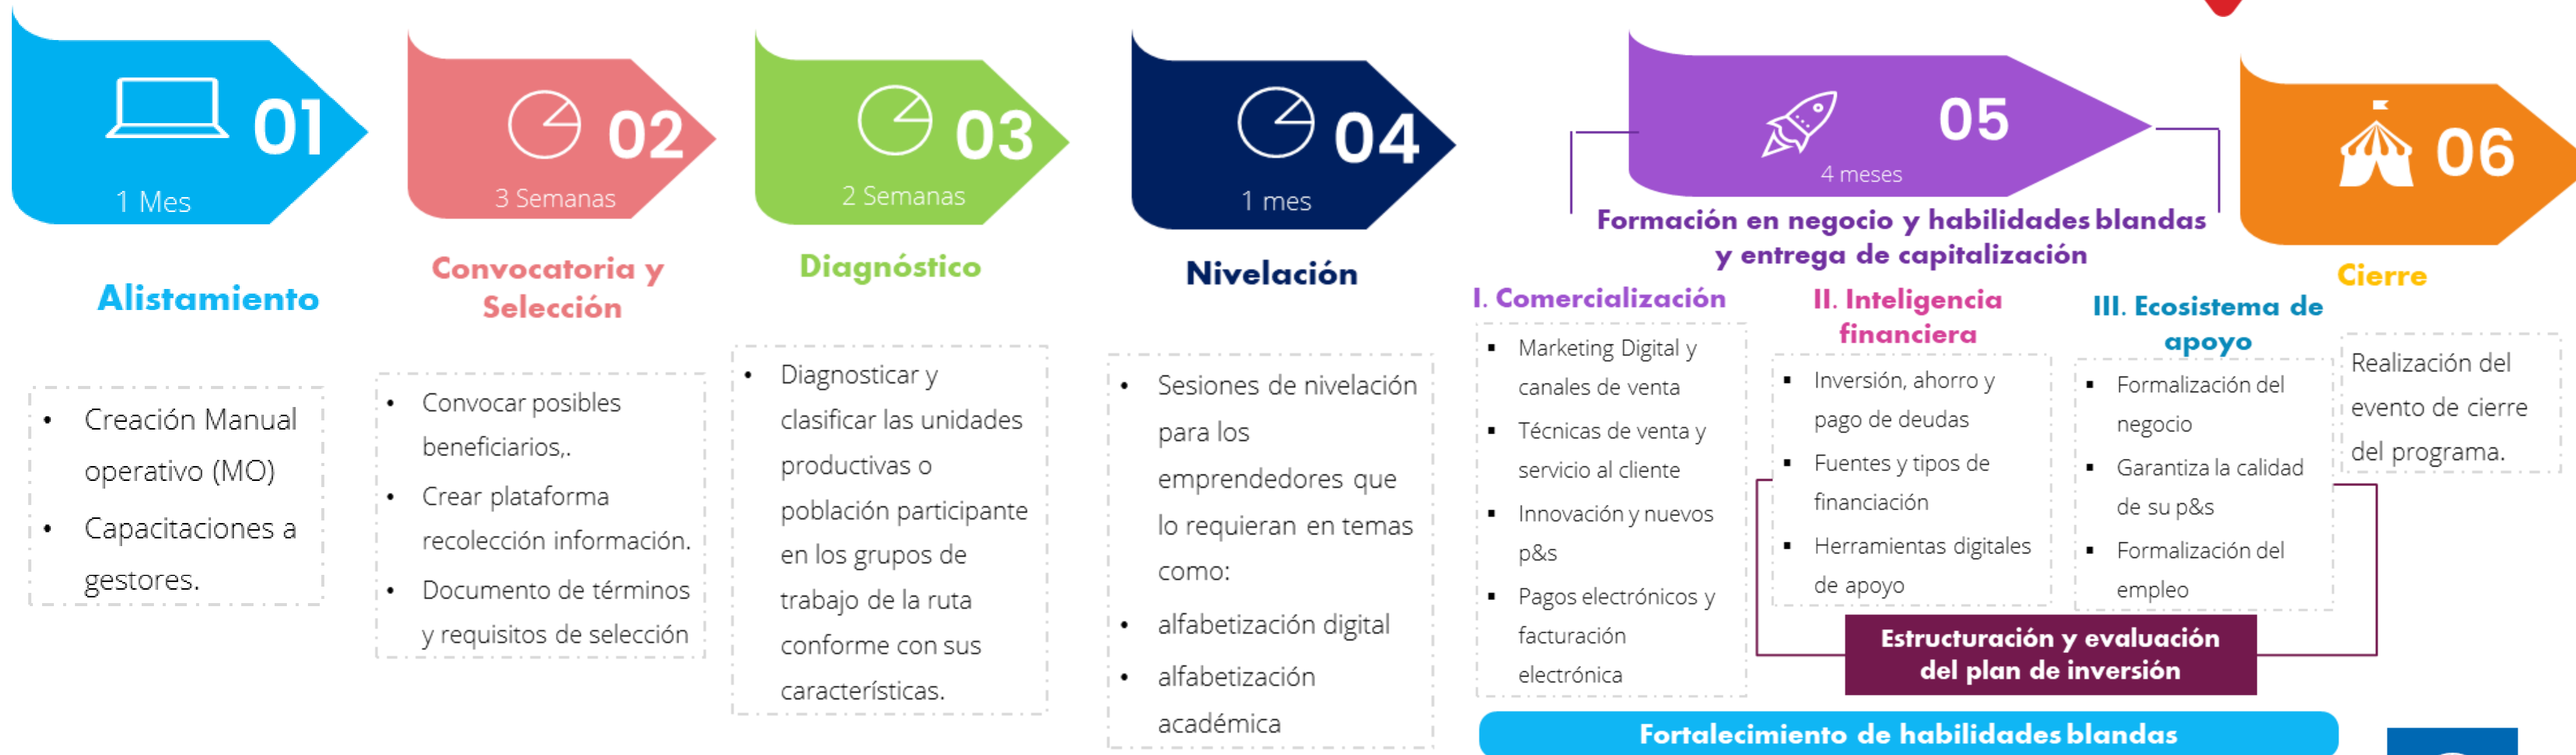 01
1 Mes
Alistamiento
• Creación Manual
operativo (MO)
• Capacitaciones a
gestores.
02
3 Semanas
Convocatoria y
Selección
• Convocar posibles
beneficiarios,.
• Crear plataforma
recolección información.
• Documento de términos
y requisitos de selección
03
2 Semanas
Diagnóstico
• Diagnosticar y
clasificar las unidades
productivas o
población participante
en los grupos de
trabajo de la ruta
conforme con sus
características.
04
1 mes
Nivelación
• Sesiones de nivelación
para los
emprendedores que
lo requieran en temas
como:
• alfabetización digital
• alfabetización
académica
05
4 meses
Formación en negocio y habilidades blandas
y entrega de capitalización
I. Comercialización
▪ Marketing Digital y
canales de venta
▪ Técnicas de venta y
servicio al cliente
▪ Innovación y nuevos
p&s
▪ Pagos electrónicos y
facturación
electrónica
II. Inteligencia
financiera
▪ Inversión, ahorro y
pago de deudas
▪ Fuentes y tipos de
financiación
▪ Herramientas digitales
de apoyo
III. Ecosistema de
apoyo
▪ Formalización del
negocio
▪ Garantiza la calidad
de su p&s
▪ Formalización del
empleo
Estructuración y evaluación
del plan de inversión
Fortalecimiento de habilidades blandas
06
Cierre
Realización del
evento de cierre
del programa.